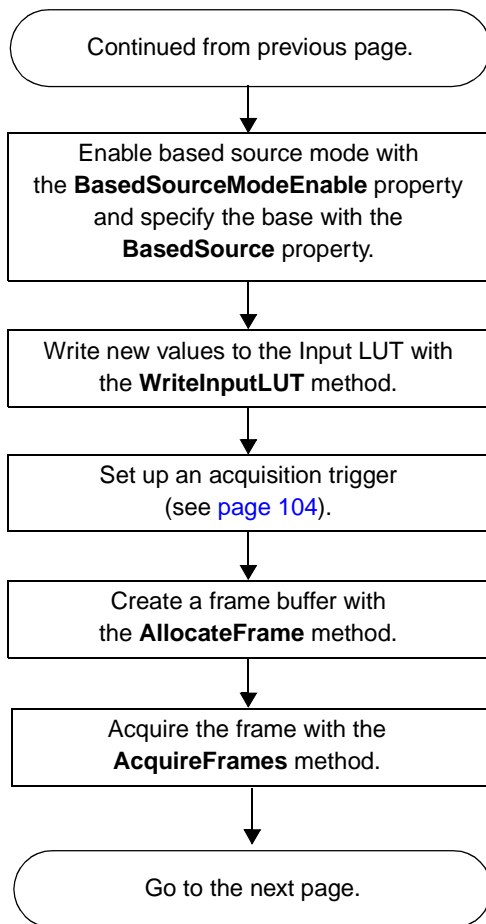 Continued from previous page.
Enable based source mode with
the BasedSourceModeEnable property
and specify the base with the
BasedSource property.
Write new values to the Input LUT with
the WriteInputLUT method.
Set up an acquisition trigger
(see page 104).
Create a frame buffer with
the AllocateFrame method.
Acquire the frame with the
AcquireFrames method.
Go to the next page.